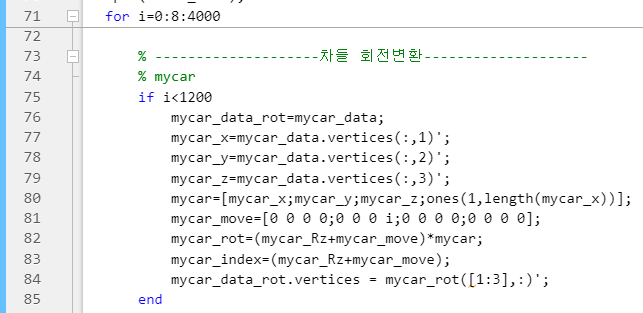 71 for i=0:8:4000
72
73 % --------------------차들 회전변환--------------------
74 % mycar
75 if i<1200
76 mycar_data_rot=mycar_data;
77 mycar_x=mycar_data.vertices(:,1)';
78 mycar_y=mycar_data.vertices(:,2)';
79 mycar_z=mycar_data.vertices(:,3)';
80 mycar=[mycar_x;mycar_y;mycar_z;ones(1,length(mycar_x))];
81 mycar_move=[0 0 0 0;0 0 0 i;0 0 0 0;0 0 0 0];
82 mycar_rot=(mycar_Rz+mycar_move)*mycar;
83 mycar_index=(mycar_Rz+mycar_move);
84 mycar_data_rot.vertices = mycar_rot([1:3],:)';
85 end